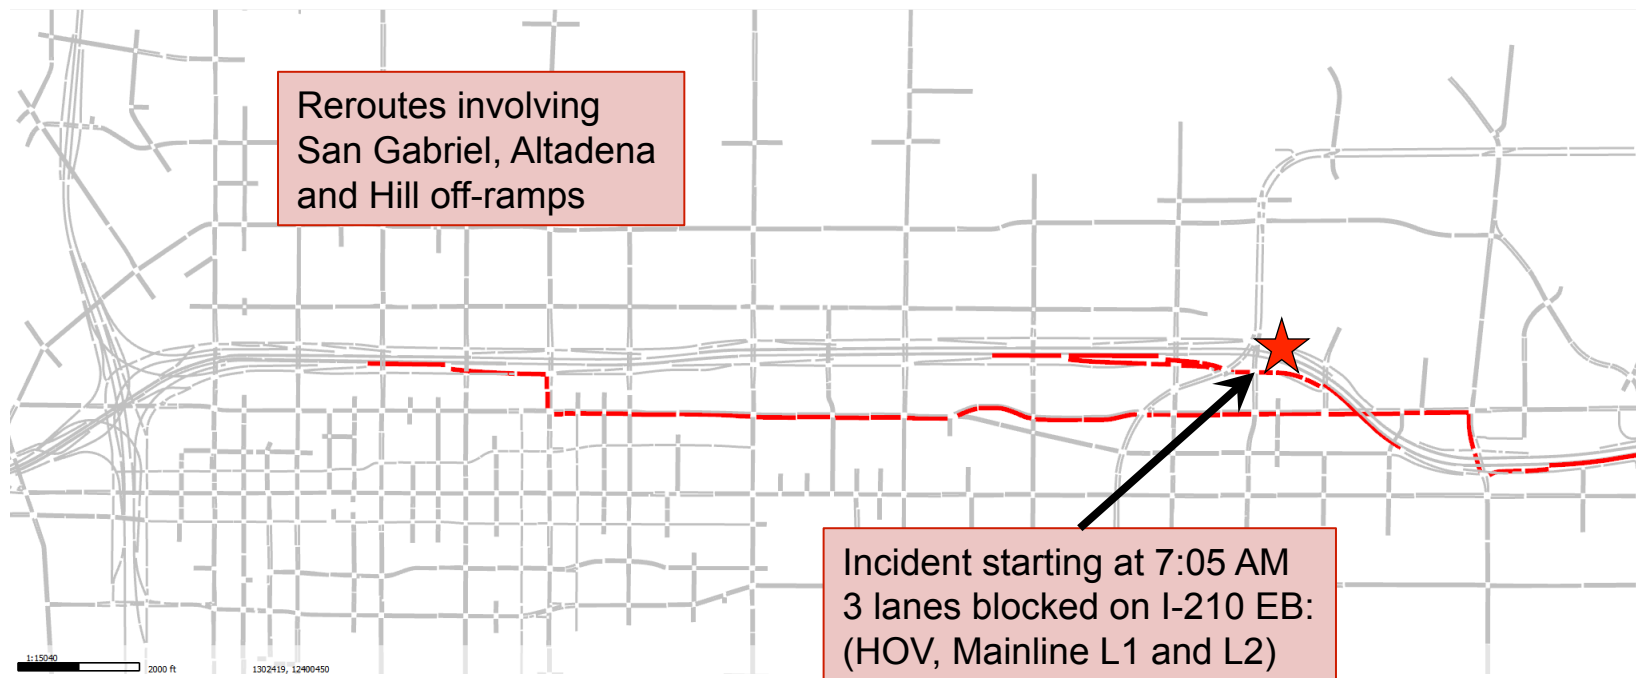 Reroutes involving
San Gabriel, Altadena
and Hill off-ramps
Incident starting at 7:05 AM
3 lanes blocked on I-210 EB:
(HOV, Mainline L1 and L2)
1:15040
2000 ft
1302419, 12400450